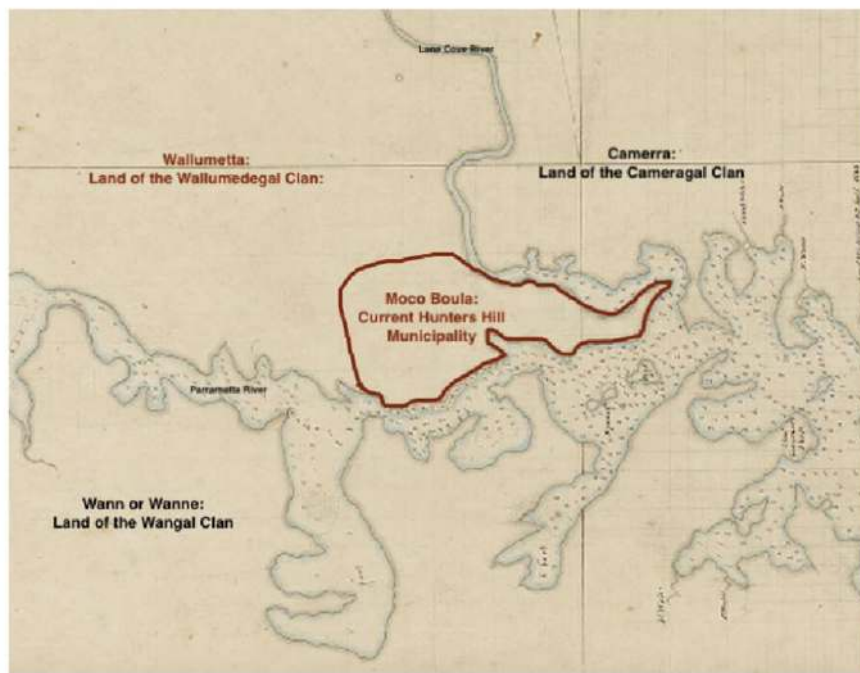 Lane Cove River
Wallumetta:
Land of the Wallumedegal Clan:
Camerra:
Land of the Cameragal Clan
Moco Boula:
Current Hunters Hill
Municipality
Parramatta River
Wann or Wanne:
Land of the Wangal Clan